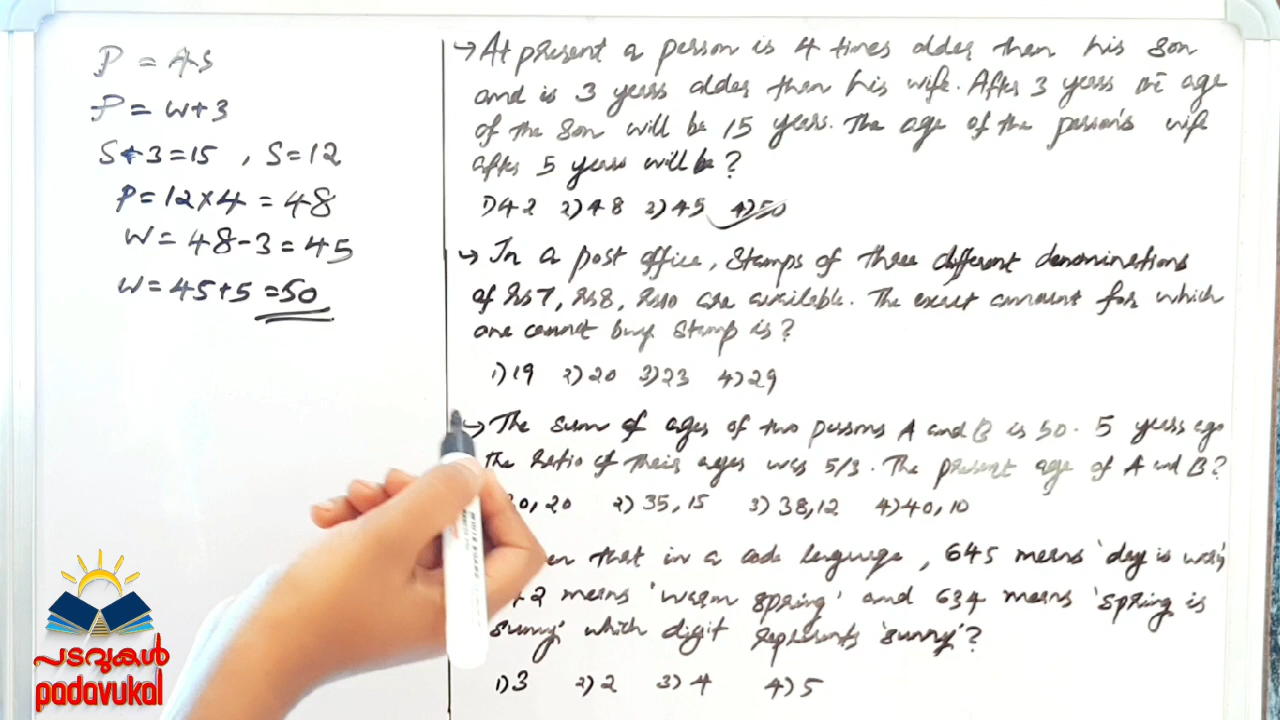 P = 4S
P = W+3
S+3=15 , S=12
P=12×4=48
W=48-3=45
W=45+5=50
→ At present a person is 4 times older then his son
and is 3 years older then his wife. After 3 years the age
of the son will be 15 years. The age of the person's wife
after 5 years will be?
1)42 2)48 3)45 4)50
→ In a post office, Stamps of three different denominations
of Rs7, Rs8, Rs10 are available. The exact amount for which
one cannot buy Stamp is?
1)19 2)20 3)23 4)29
→ The sum of ages of two persons A and B is 50. 5 years ago
the ratio of their ages was 5/3. The present age of A and B?
30,20 2)35,15 3)38,12 4)40,10
that in a code language, 645 means 'day is warm'
42 means 'warm spring' and 634 means 'spring is
sunny', which digit represents 'sunny'?
1)3 2)2 3)4 4)5
പടവുകൾ
padavukal